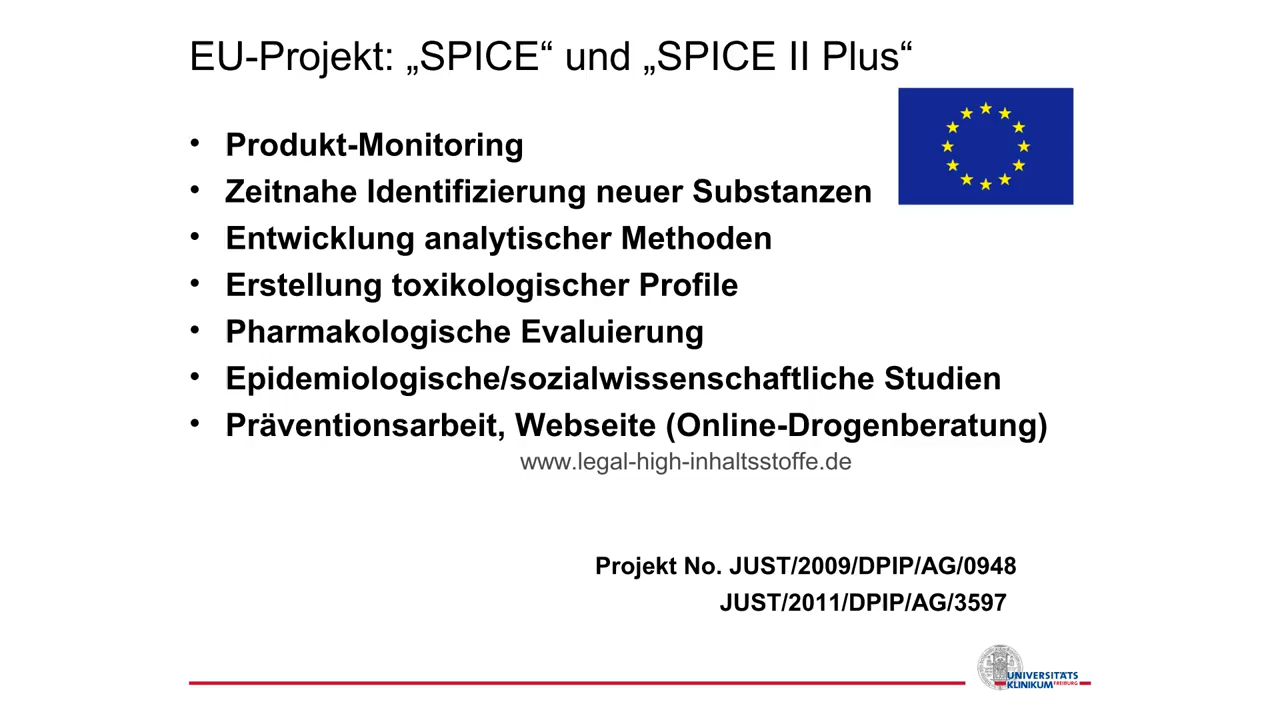 EU-Projekt: „SPICE“ und „SPICE II Plus“
• Produkt-Monitoring
• Zeitnahe Identifizierung neuer Substanzen
• Entwicklung analytischer Methoden
• Erstellung toxikologischer Profile
• Pharmakologische Evaluierung
• Epidemiologische/sozialwissenschaftliche Studien
• Präventionsarbeit, Webseite (Online-Drogenberatung)
www.legal-high-inhaltsstoffe.de
Projekt No. JUST/2009/DPIP/AG/0948
JUST/2011/DPIP/AG/3597
UNIVERSITÄTS
KLINIKUM FREIBURG